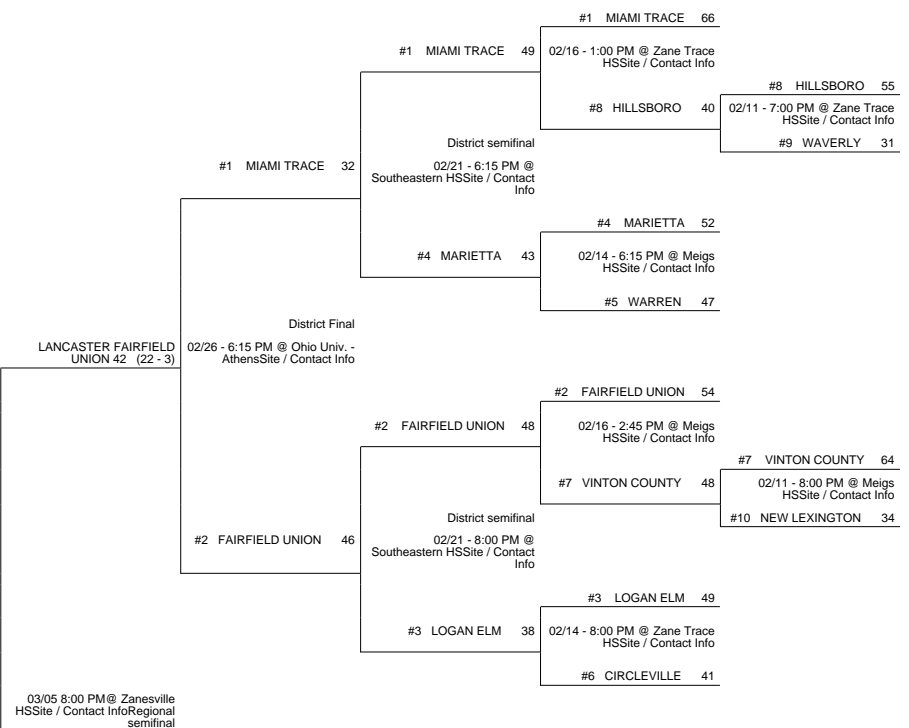 #1 MIAMI TRACE 66
#1 MIAMI TRACE 49
02/16 - 1:00 PM @ Zane Trace
HSSite / Contact Info
#8 HILLSBORO 55
#8 HILLSBORO 40
02/11 - 7:00 PM @ Zane Trace
HSSite / Contact Info
#9 WAVERLY 31
District semifinal
#1 MIAMI TRACE 32
02/21 - 6:15 PM @
Southeastern HSSite / Contact
Info
#4 MARIETTA 52
#4 MARIETTA 43
02/14 - 6:15 PM @ Meigs
HSSite / Contact Info
#5 WARREN 47
District Final
LANCASTER FAIRFIELD
UNION 42 (22 - 3)
02/26 - 6:15 PM @ Ohio Univ. -
AthensSite / Contact Info
#2 FAIRFIELD UNION 54
#2 FAIRFIELD UNION 48
02/16 - 2:45 PM @ Meigs
HSSite / Contact Info
#7 VINTON COUNTY 64
#7 VINTON COUNTY 48
02/11 - 8:00 PM @ Meigs
HSSite / Contact Info
#10 NEW LEXINGTON 34
District semifinal
#2 FAIRFIELD UNION 46
02/21 - 8:00 PM @
Southeastern HSSite / Contact
Info
#3 LOGAN ELM 49
#3 LOGAN ELM 38
02/14 - 8:00 PM @ Zane Trace
HSSite / Contact Info
#6 CIRCLEVILLE 41
03/05 8:00 PM@ Zanesville
HSSite / Contact InfoRegional
semifinal